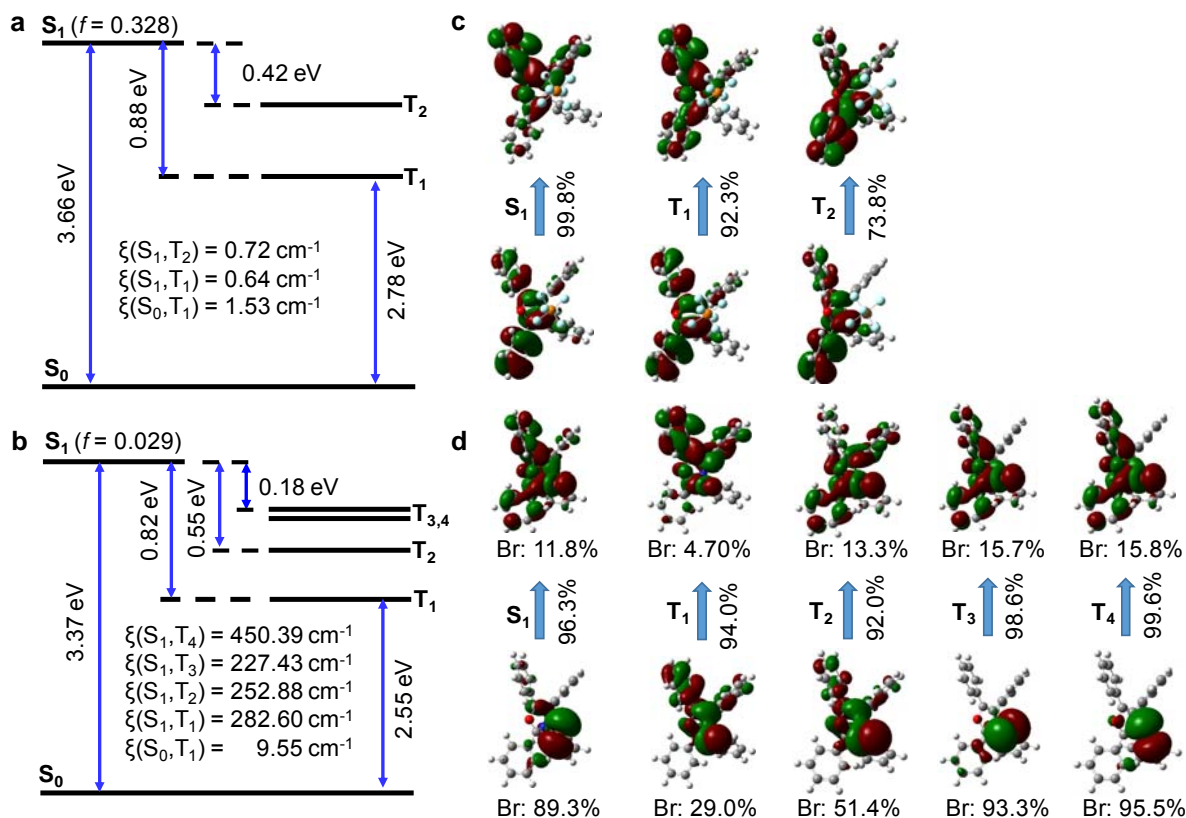 a
S₁ (f = 0.328)
0.42 eV
0.88 eV
T₂
T₁
3.66 eV
ξ(S₁,T₂) = 0.72 cm⁻¹
ξ(S₁,T₁) = 0.64 cm⁻¹
ξ(S₀,T₁) = 1.53 cm⁻¹
2.78 eV
S₀
c
S₁
99.8%
T₁
92.3%
T₂
73.8%
b
S₁ (f = 0.029)
0.18 eV
0.55 eV
0.82 eV
T₃,₄
T₂
T₁
3.37 eV
ξ(S₁,T₄) = 450.39 cm⁻¹
ξ(S₁,T₃) = 227.43 cm⁻¹
ξ(S₁,T₂) = 252.88 cm⁻¹
ξ(S₁,T₁) = 282.60 cm⁻¹
ξ(S₀,T₁) = 9.55 cm⁻¹
2.55 eV
S₀
d
Br: 11.8%
Br: 4.70%
Br: 13.3%
Br: 15.7%
Br: 15.8%
S₁
96.3%
T₁
94.0%
T₂
92.0%
T₃
98.6%
T₄
99.6%
Br: 89.3%
Br: 29.0%
Br: 51.4%
Br: 93.3%
Br: 95.5%